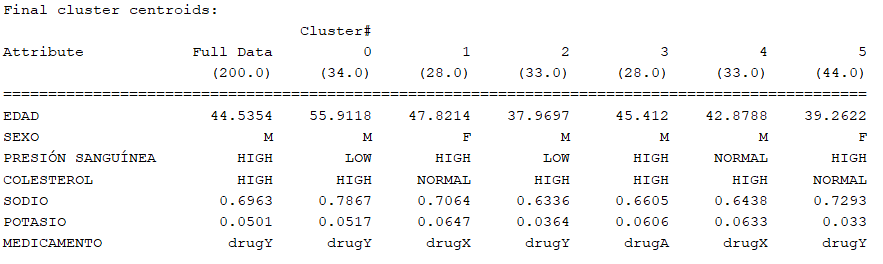 Final cluster centroids:
Cluster#
Attribute Full Data 0 1 2 3 4 5
(200.0) (34.0) (28.0) (33.0) (28.0) (33.0) (44.0)
================================================================================================
EDAD 44.5354 55.9118 47.8214 37.9697 45.412 42.8788 39.2622
SEXO M M F M M M F
PRESIÓN SANGUÍNEA HIGH LOW HIGH LOW HIGH NORMAL HIGH
COLESTEROL HIGH HIGH NORMAL HIGH HIGH HIGH NORMAL
SODIO 0.6963 0.7867 0.7064 0.6336 0.6605 0.6438 0.7293
POTASIO 0.0501 0.0517 0.0647 0.0364 0.0606 0.0633 0.033
MEDICAMENTO drugY drugY drugX drugY drugA drugX drugY